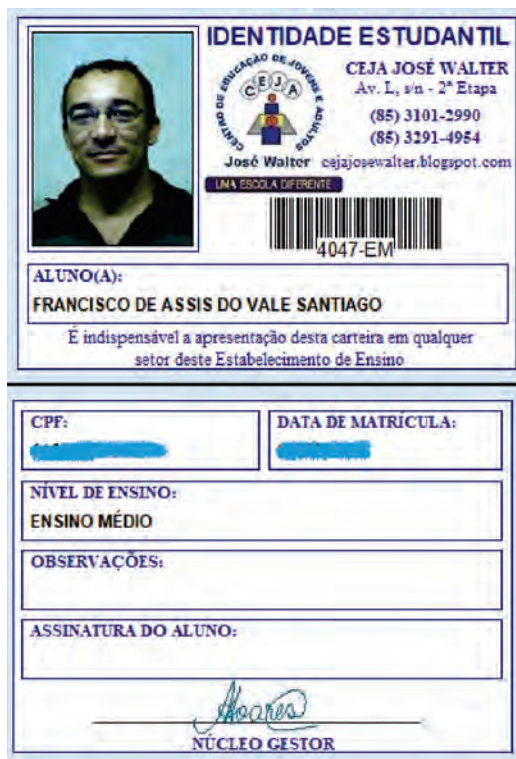 IDENTIDADE ESTUDANTIL
CENTRO DE EDUCAÇÃO DE JOVENS E ADULTOS
CEJA
José Walter
UMA ESCOLA DIFERENTE
CEJA JOSÉ WALTER
Av. L, s/n - 2ª Etapa
(85) 3101-2990
(85) 3291-4954
cejajosewalter.blogspot.com
4047-EM
ALUNO(A):
FRANCISCO DE ASSIS DO VALE SANTIAGO
É indispensável a apresentação desta carteira em qualquer
setor deste Estabelecimento de Ensino
CPF:
DATA DE MATRÍCULA:
NÍVEL DE ENSINO:
ENSINO MÉDIO
OBSERVAÇÕES:
ASSINATURA DO ALUNO:
NÚCLEO GESTOR